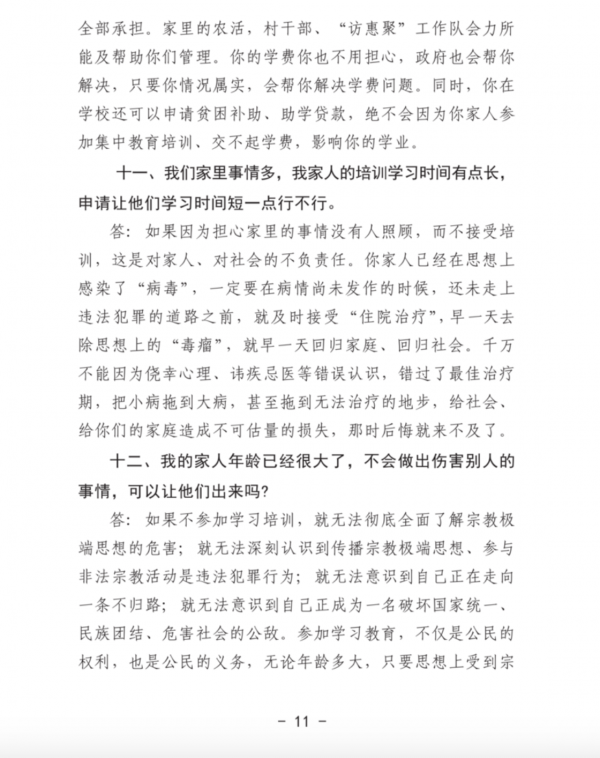 全部承担。家里的农活，村干部、“访惠聚”工作队会力所
能及帮助你们管理。你的学费你也不用担心，政府也会帮你
解决，只要你情况属实，会帮你解决学费问题。同时，你在
学校还可以申请贫困补助、助学贷款，绝不会因为你家人参
加集中教育培训、交不起学费，影响你的学业。
十一、我们家里事情多，我家人的培训学习时间有点长，
申请让他们学习时间短一点行不行。
答：如果因为担心家里的事情没有人照顾，而不接受培
训，这是对家人、对社会的不负责任。你家人已经在思想上
感染了“病毒”，一定要在病情尚未发作的时候，还未走上
违法犯罪的道路之前，就及时接受“住院治疗”，早一天去
除思想上的“毒瘤”，就早一天回归家庭、回归社会。千万
不能因为侥幸心理、讳疾忌医等错误认识，错过了最佳治疗
期，把小病拖到大病，甚至拖到无法治疗的地步，给社会、
给你们的家庭造成不可估量的损失，那时后悔就来不及了。
十二、我的家人年龄已经很大了，不会做出伤害别人的
事情，可以让他们出来吗?
答：如果不参加学习培训，就无法彻底全面了解宗教极
端思想的危害；就无法深刻认识到传播宗教极端思想、参与
非法宗教活动是违法犯罪行为；就无法意识到自己正在走向
一条不归路；就无法意识到自己正成为一名破坏国家统一、
民族团结、危害社会的公敌。参加学习教育，不仅是公民的
权利，也是公民的义务，无论年龄多大，只要思想上受到宗
- 11 -